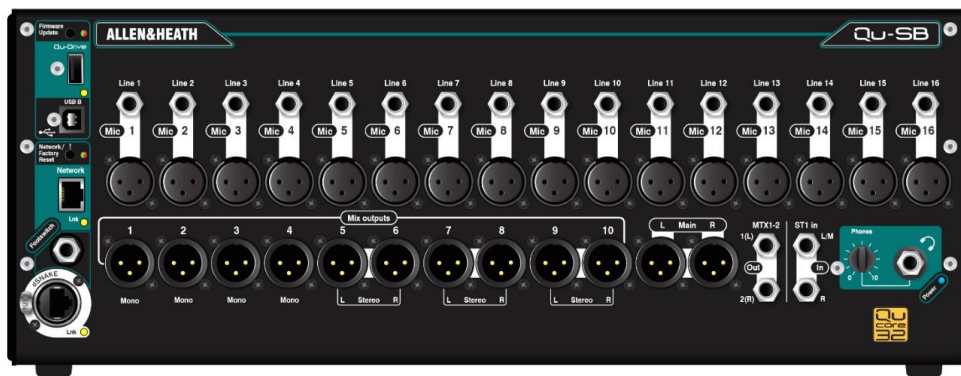 Firmware
Update
ALLEN&HEATH
Qu-SB
Qu-Drive
USB B
Network/
Factory
Reset
Network
Lnk
Footswitch
dSNAKE
Lnk
Line 1 Line 2 Line 3 Line 4 Line 5 Line 6 Line 7 Line 8 Line 9 Line 10 Line 11 Line 12 Line 13 Line 14 Line 15 Line 16
Mic 1 Mic 2 Mic 3 Mic 4 Mic 5 Mic 6 Mic 7 Mic 8 Mic 9 Mic 10 Mic 11 Mic 12 Mic 13 Mic 14 Mic 15 Mic 16
Mix outputs
1 2 3 4 5 6 7 8 9 10
L Main R
Mono Mono Mono Mono L Stereo R L Stereo R L Stereo R
MTX1-2
1(L)
Out
2(R)
ST1 in
L/M
In
R
Phones
0 10
Power
Qu
core
32